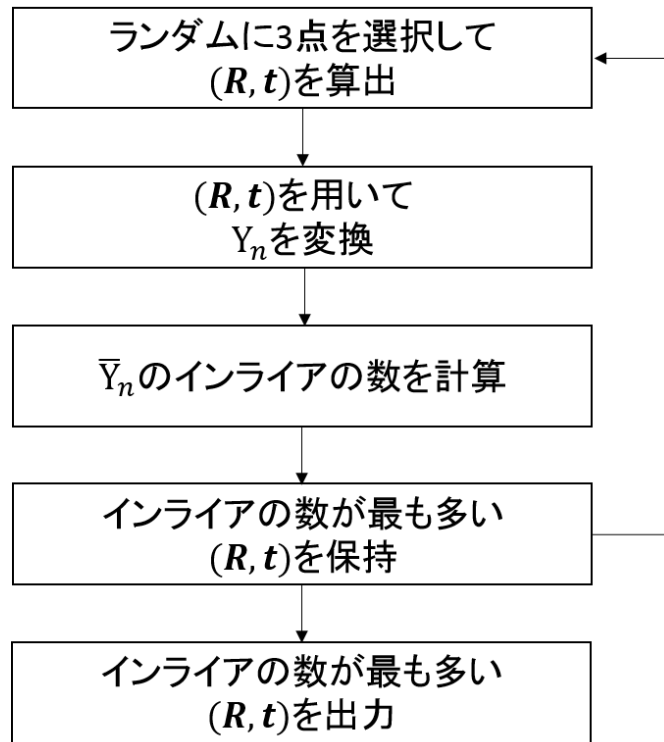 ランダムに3点を選択して
(R, t)を算出
(R, t)を用いて
Yₙを変換
Y̅ₙのインライアの数を計算
インライアの数が最も多い
(R, t)を保持
インライアの数が最も多い
(R, t)を出力